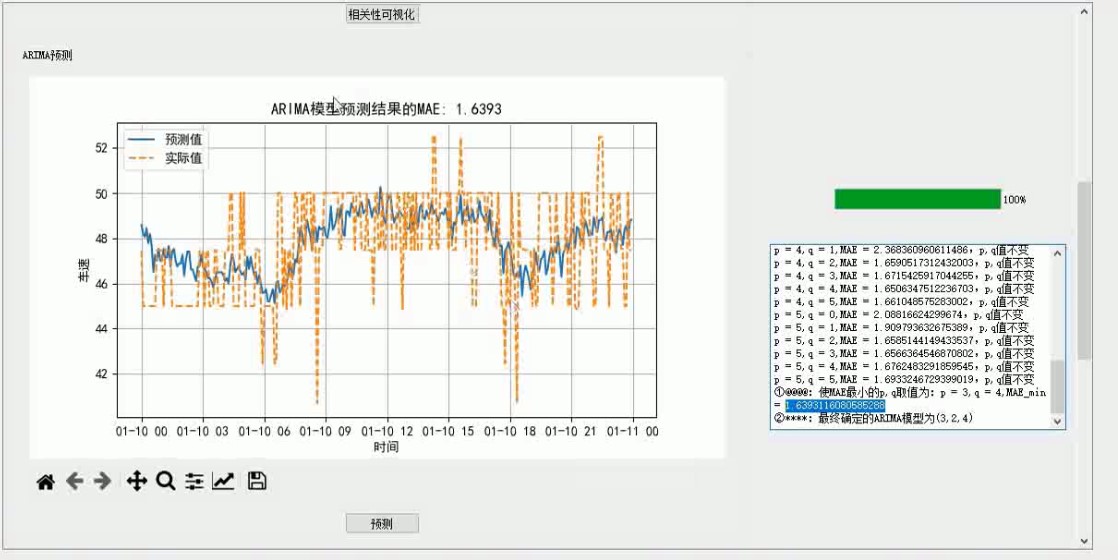 相关性可视化
ARIMA预测
ARIMA模型预测结果的MAE: 1.6393
预测值
实际值
52
50
48
46
44
42
车速
01-10 00 01-10 03 01-10 06 01-10 09 01-10 12 01-10 15 01-10 18 01-10 21 01-11 00
时间
预测
100%
p = 4,q = 1,MAE = 2.368360960611486, p,q值不变
p = 4,q = 2,MAE = 1.6590517312432003, p,q值不变
p = 4,q = 3,MAE = 1.6715425917044255, p,q值不变
p = 4,q = 4,MAE = 1.6506347512236703, p,q值不变
p = 4,q = 5,MAE = 1.661048575283002, p,q值不变
p = 5,q = 0,MAE = 2.08816624299674, p,q值不变
p = 5,q = 1,MAE = 1.909793632675389, p,q值不变
p = 5,q = 2,MAE = 1.6585144149433537, p,q值不变
p = 5,q = 3,MAE = 1.6566364546870802, p,q值不变
p = 5,q = 4,MAE = 1.6762483291859545, p,q值不变
p = 5,q = 5,MAE = 1.6933246729399019, p,q值不变
①@@@@: 使MAE最小的p,q取值为: p = 3,q = 4,MAE_min
= 1.6393116080585288
②****: 最终确定的ARIMA模型为(3,2,4)